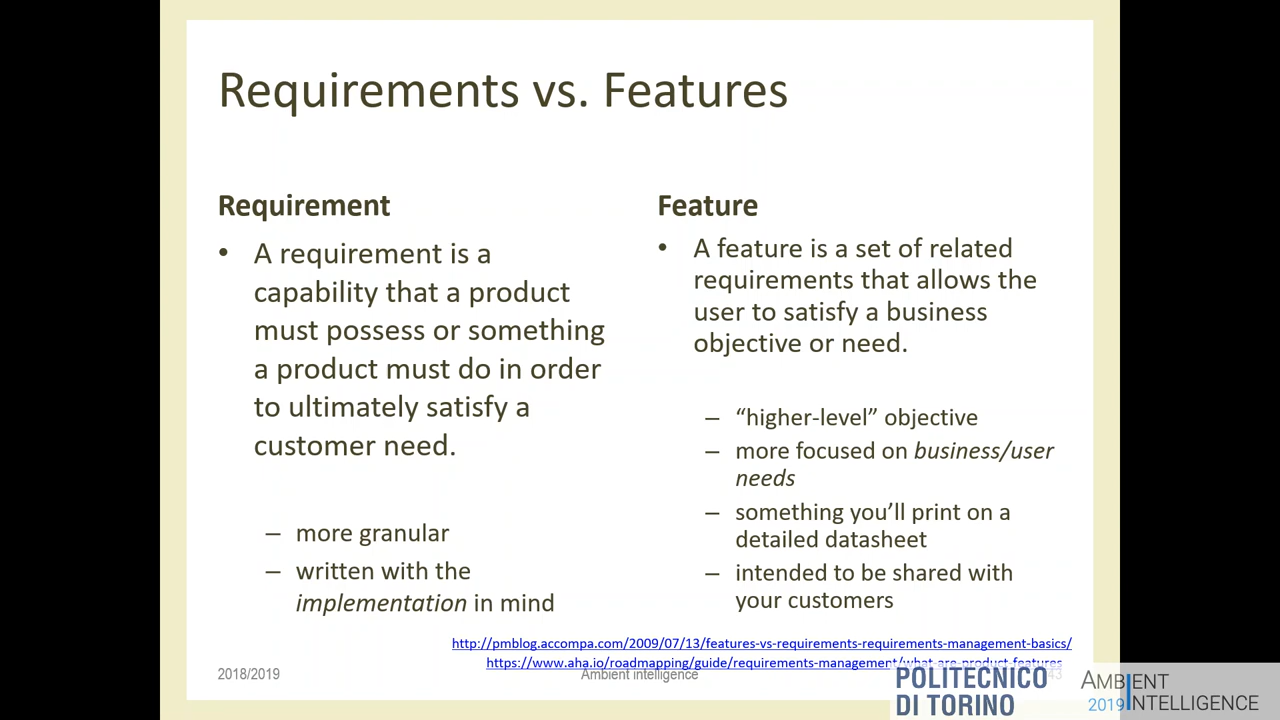 Requirements vs. Features
Requirement
• A requirement is a
capability that a product
must possess or something
a product must do in order
to ultimately satisfy a
customer need.
– more granular
– written with the
implementation in mind
Feature
• A feature is a set of related
requirements that allows the
user to satisfy a business
objective or need.
– “higher-level” objective
– more focused on business/user
needs
– something you’ll print on a
detailed datasheet
– intended to be shared with
your customers
http://pmblog.accompa.com/2009/07/13/features-vs-requirements-requirements-management-basics/
https://www.aha.io/roadmapping/guide/requirements-management/what-are-product-features
2018/2019
Ambient intelligence
43
POLITECNICO
DI TORINO
AMBIENT
2019 INTELLIGENCE